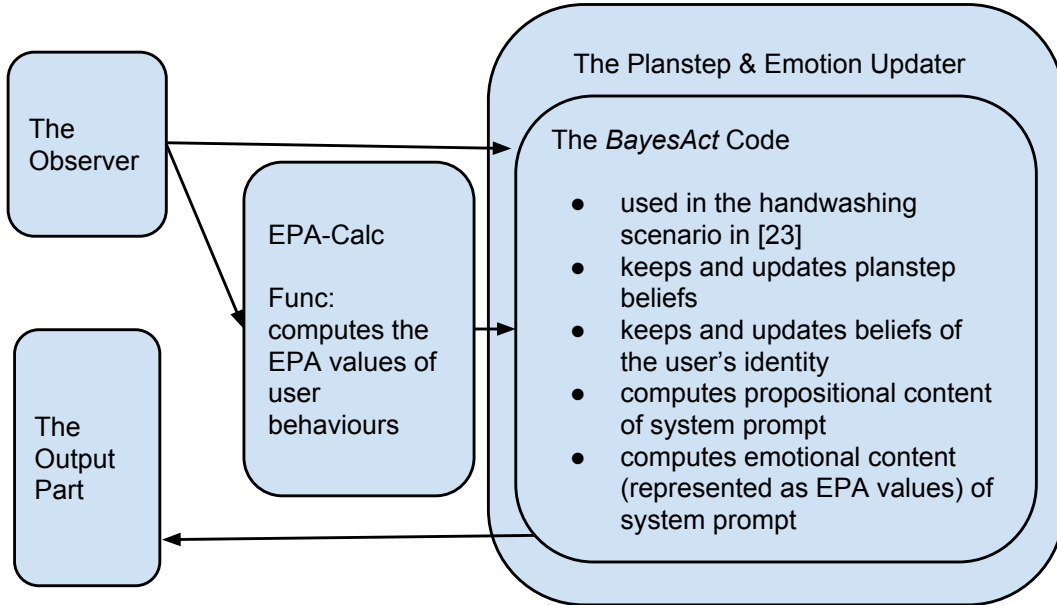 The Planstep & Emotion Updater
The
Observer
The BayesAct Code
● used in the handwashing
scenario in [23]
● keeps and updates planstep
beliefs
● keeps and updates beliefs of
the user's identity
● computes propositional content
of system prompt
● computes emotional content
(represented as EPA values) of
system prompt
EPA-Calc
Func:
computes the
EPA values of
user
behaviours
The
Output
Part